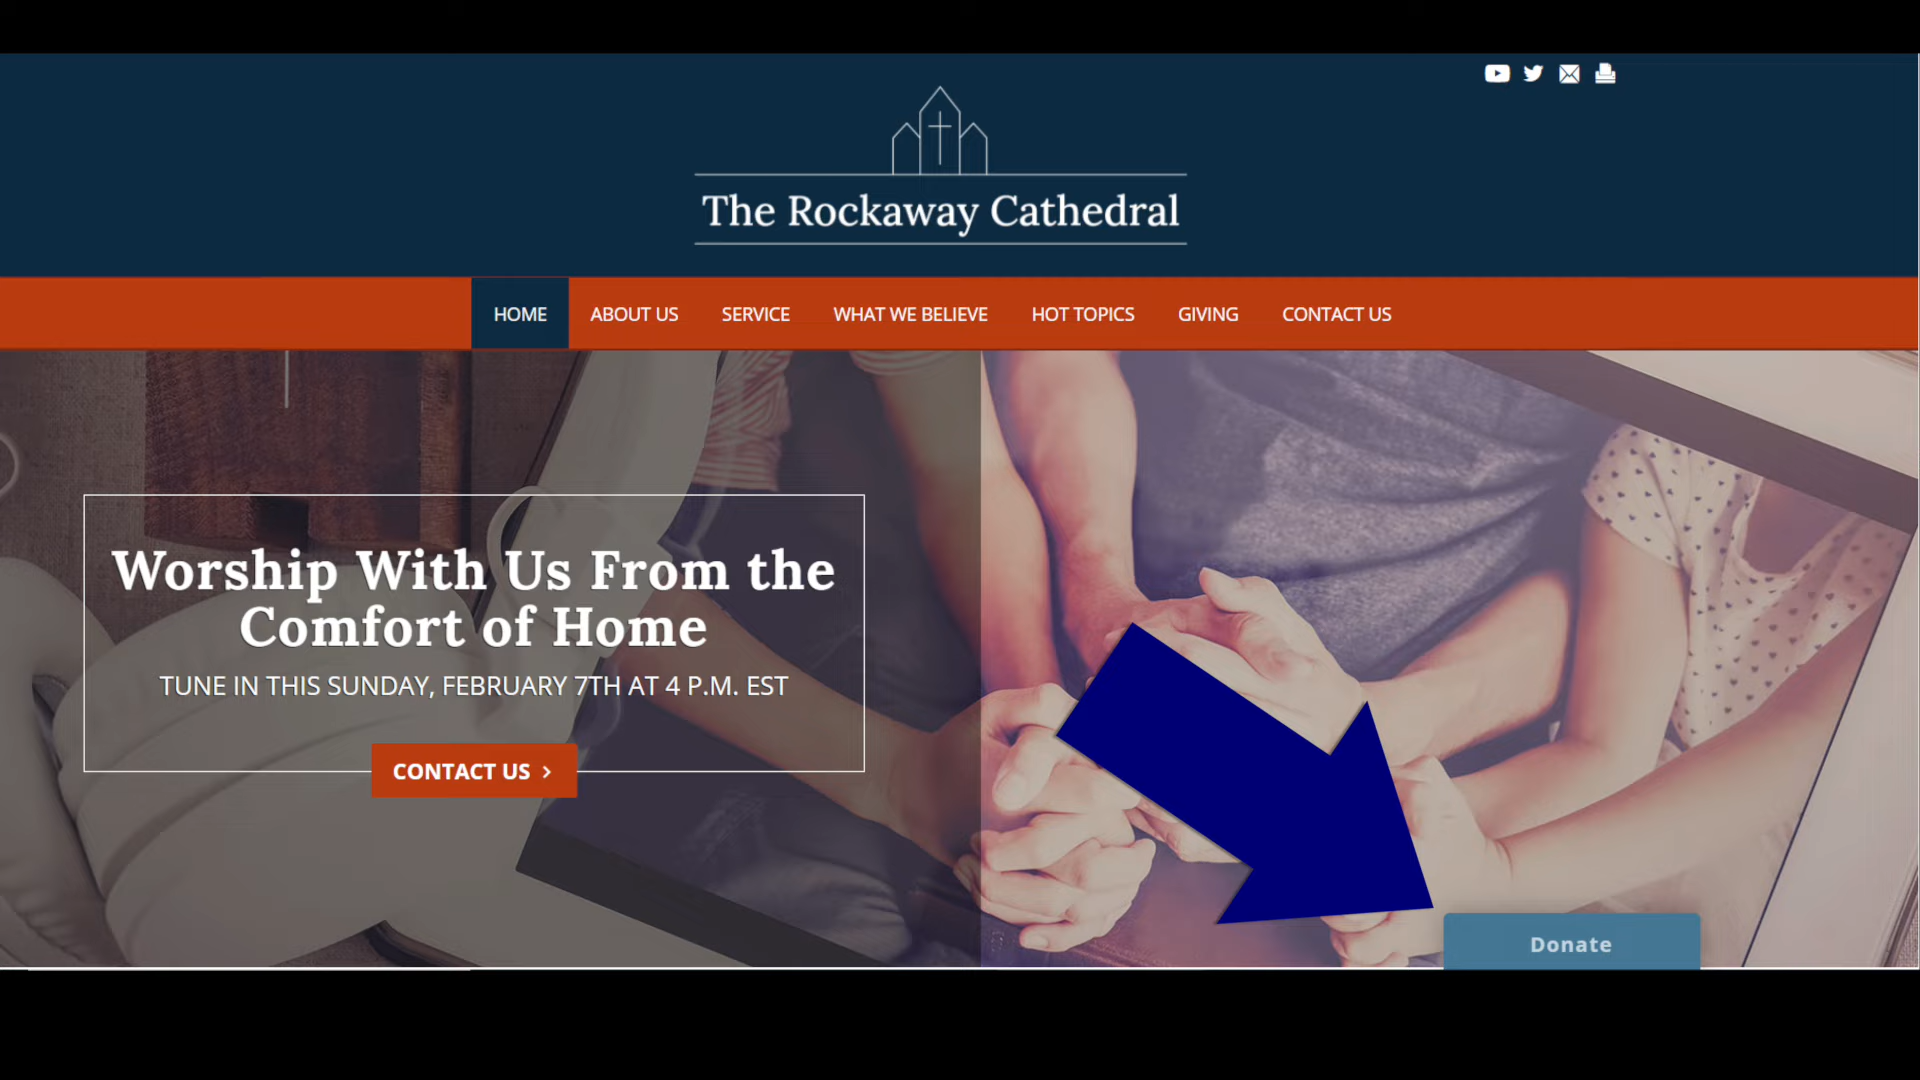 The Rockaway Cathedral
HOME ABOUT US SERVICE WHAT WE BELIEVE HOT TOPICS GIVING CONTACT US
Worship With Us From the
Comfort of Home
TUNE IN THIS SUNDAY, FEBRUARY 7TH AT 4 P.M. EST
CONTACT US
Donate